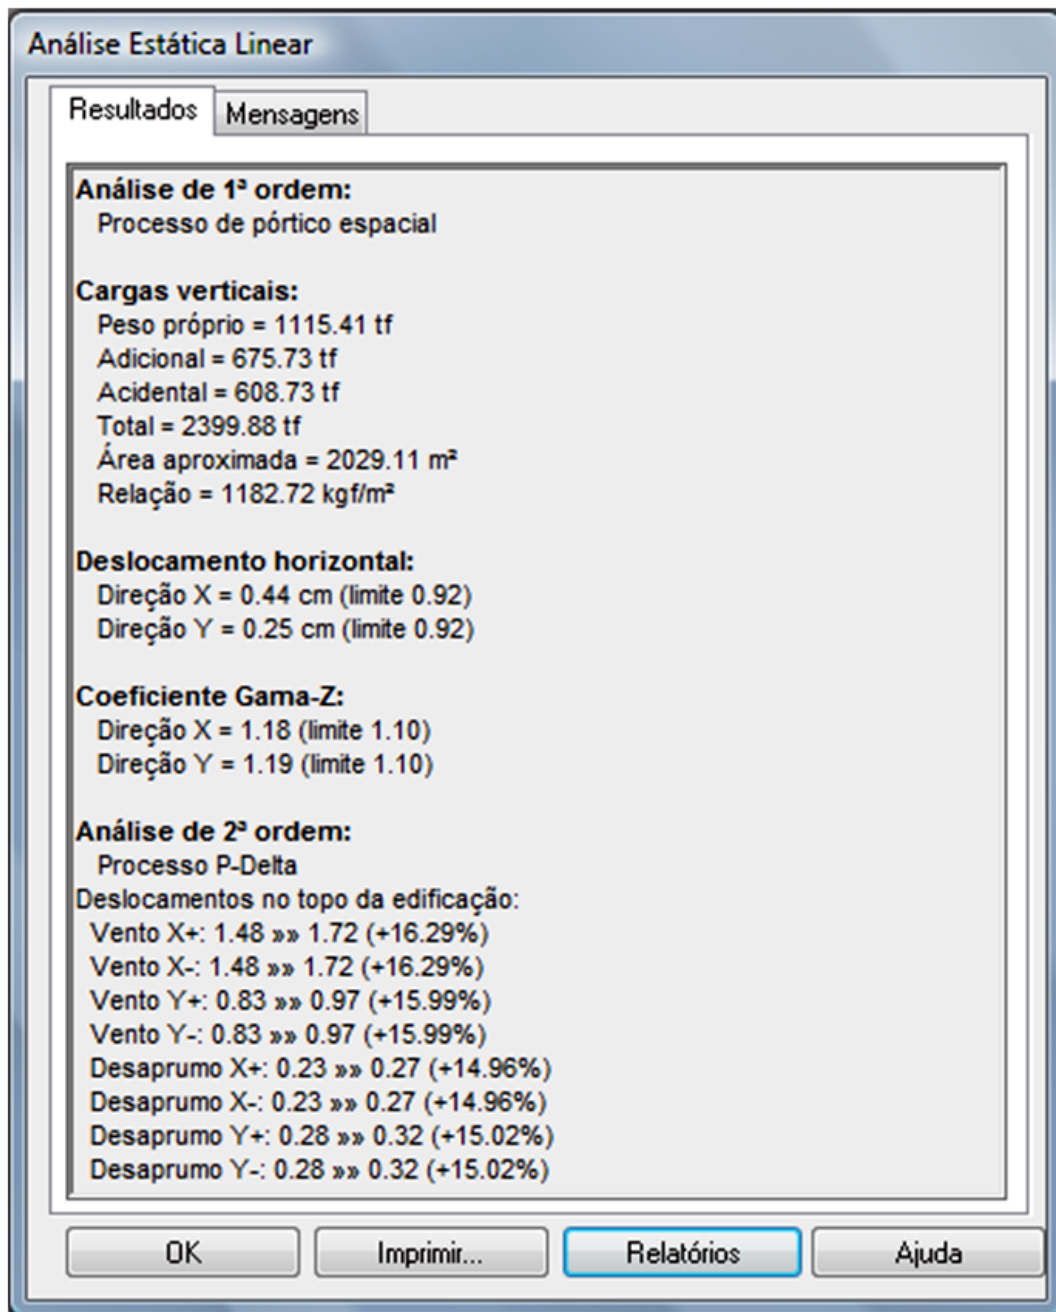 Análise Estática Linear
Resultados
Mensagens
Análise de 1ª ordem:
Processo de pórtico espacial
Cargas verticais:
Peso próprio = 1115.41 tf
Adicional = 675.73 tf
Acidental = 608.73 tf
Total = 2399.88 tf
Área aproximada = 2029.11 m²
Relação = 1182.72 kgf/m²
Deslocamento horizontal:
Direção X = 0.44 cm (limite 0.92)
Direção Y = 0.25 cm (limite 0.92)
Coeficiente Gama-Z:
Direção X = 1.18 (limite 1.10)
Direção Y = 1.19 (limite 1.10)
Análise de 2ª ordem:
Processo P-Delta
Deslocamentos no topo da edificação:
Vento X+: 1.48 »» 1.72 (+16.29%)
Vento X-: 1.48 »» 1.72 (+16.29%)
Vento Y+: 0.83 »» 0.97 (+15.99%)
Vento Y-: 0.83 »» 0.97 (+15.99%)
Desaprumo X+: 0.23 »» 0.27 (+14.96%)
Desaprumo X-: 0.23 »» 0.27 (+14.96%)
Desaprumo Y+: 0.28 »» 0.32 (+15.02%)
Desaprumo Y-: 0.28 »» 0.32 (+15.02%)
OK
Imprimir...
Relatórios
Ajuda